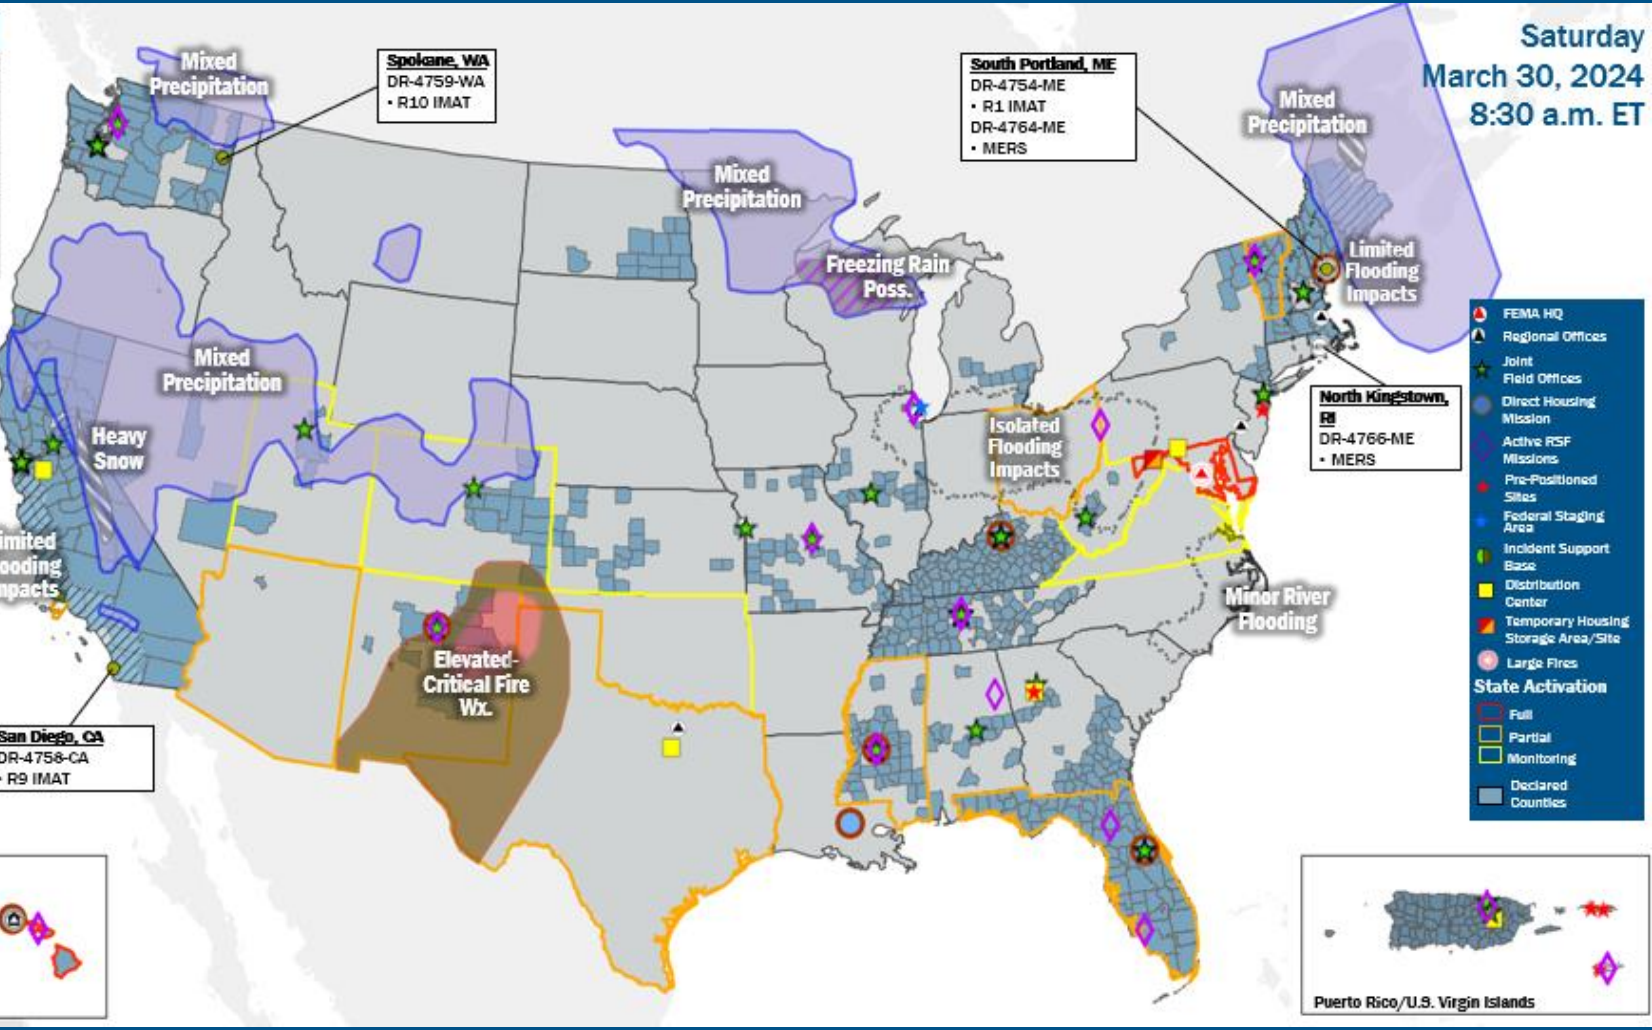 Saturday
March 30, 2024
8:30 a.m. ET
Mixed
Precipitation
Spokane, WA
DR-4759-WA
• R10 IMAT
Mixed
Precipitation
South Portland, ME
DR-4754-ME
• R1 IMAT
DR-4764-ME
• MERS
Mixed
Precipitation
Freezing Rain
Poss.
Limited
Flooding
Impacts
Mixed
Precipitation
Heavy
Snow
imited
ooding
mpacts
Isolated
Flooding
Impacts
North Kingstown,
RI
DR-4766-ME
• MERS
Minor River
Flooding
Elevated-
Critical Fire
Wx.
San Diego, CA
DR-4758-CA
• R9 IMAT
FEMA HQ
Regional Offices
Joint
Field Offices
Direct Housing
Mission
Active RSF
Missions
Pre-Positioned
Sites
Federal Staging
Area
Incident Support
Base
Distribution
Center
Temporary Housing
Storage Area/Site
Large Fires
State Activation
Full
Partial
Monitoring
Declared
Counties
Puerto Rico/U.S. Virgin Islands